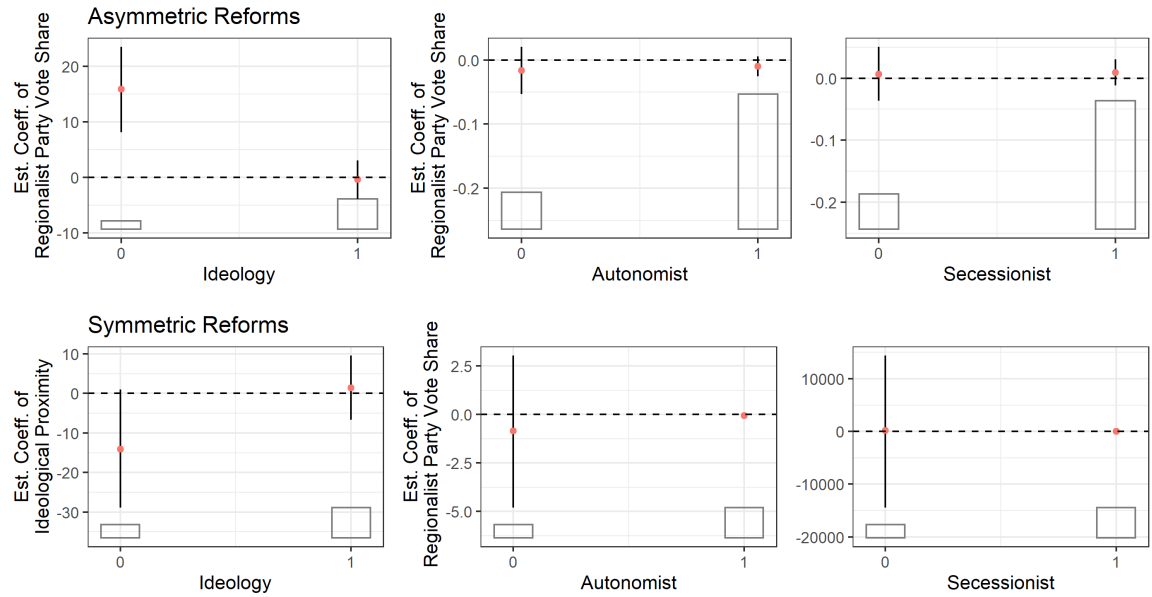 Asymmetric Reforms
Est. Coeff. of
Regionalist Party Vote Share
20
10
0
-10
0
1
Ideology
Est. Coeff. of
Regionalist Party Vote Share
0.0
-0.1
-0.2
0
1
Autonomist
0.0
-0.1
-0.2
0
1
Secessionist
Symmetric Reforms
Est. Coeff. of
Ideological Proximity
10
0
-10
-20
-30
0
1
Ideology
Est. Coeff. of
Regionalist Party Vote Share
2.5
0.0
-2.5
-5.0
0
1
Autonomist
10000
0
-10000
-20000
0
1
Secessionist